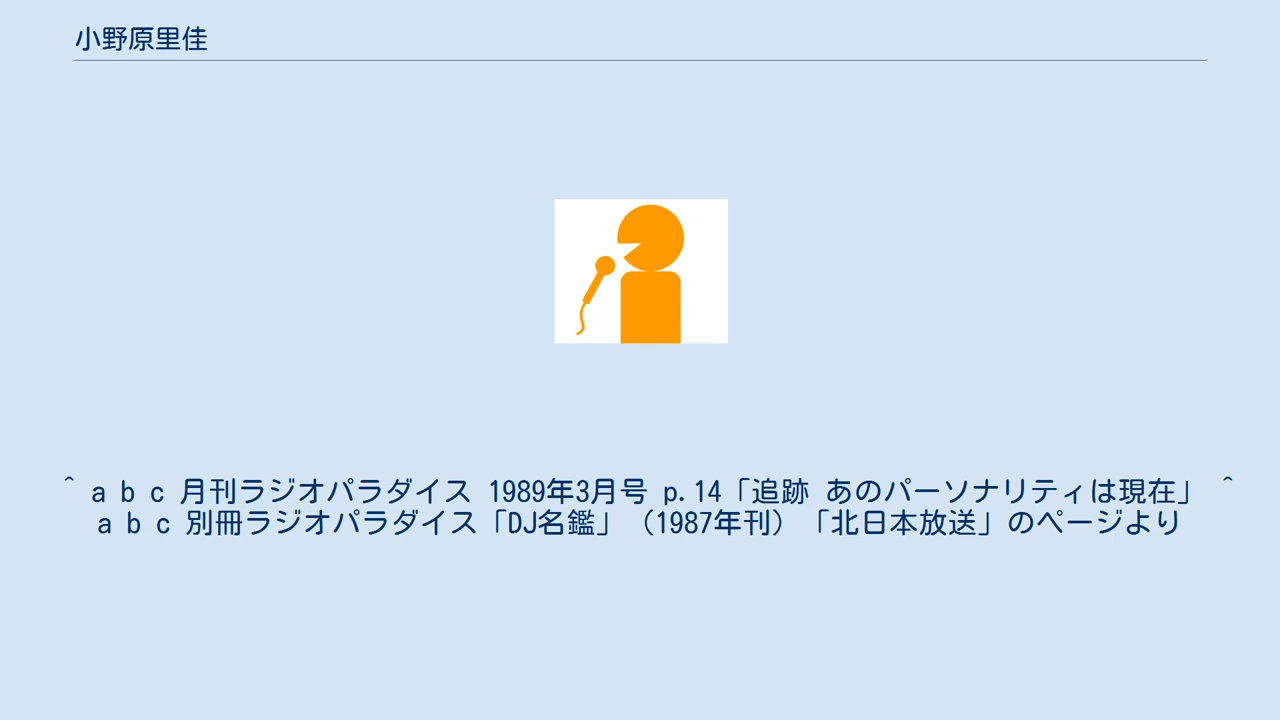 小野原里佳
^ a b c 月刊ラジオパラダイス 1989年3月号 p.14「追跡 あのパーソナリティは現在」 ^
a b c 別冊ラジオパラダイス「DJ名鑑」（1987年刊）「北日本放送」のページより